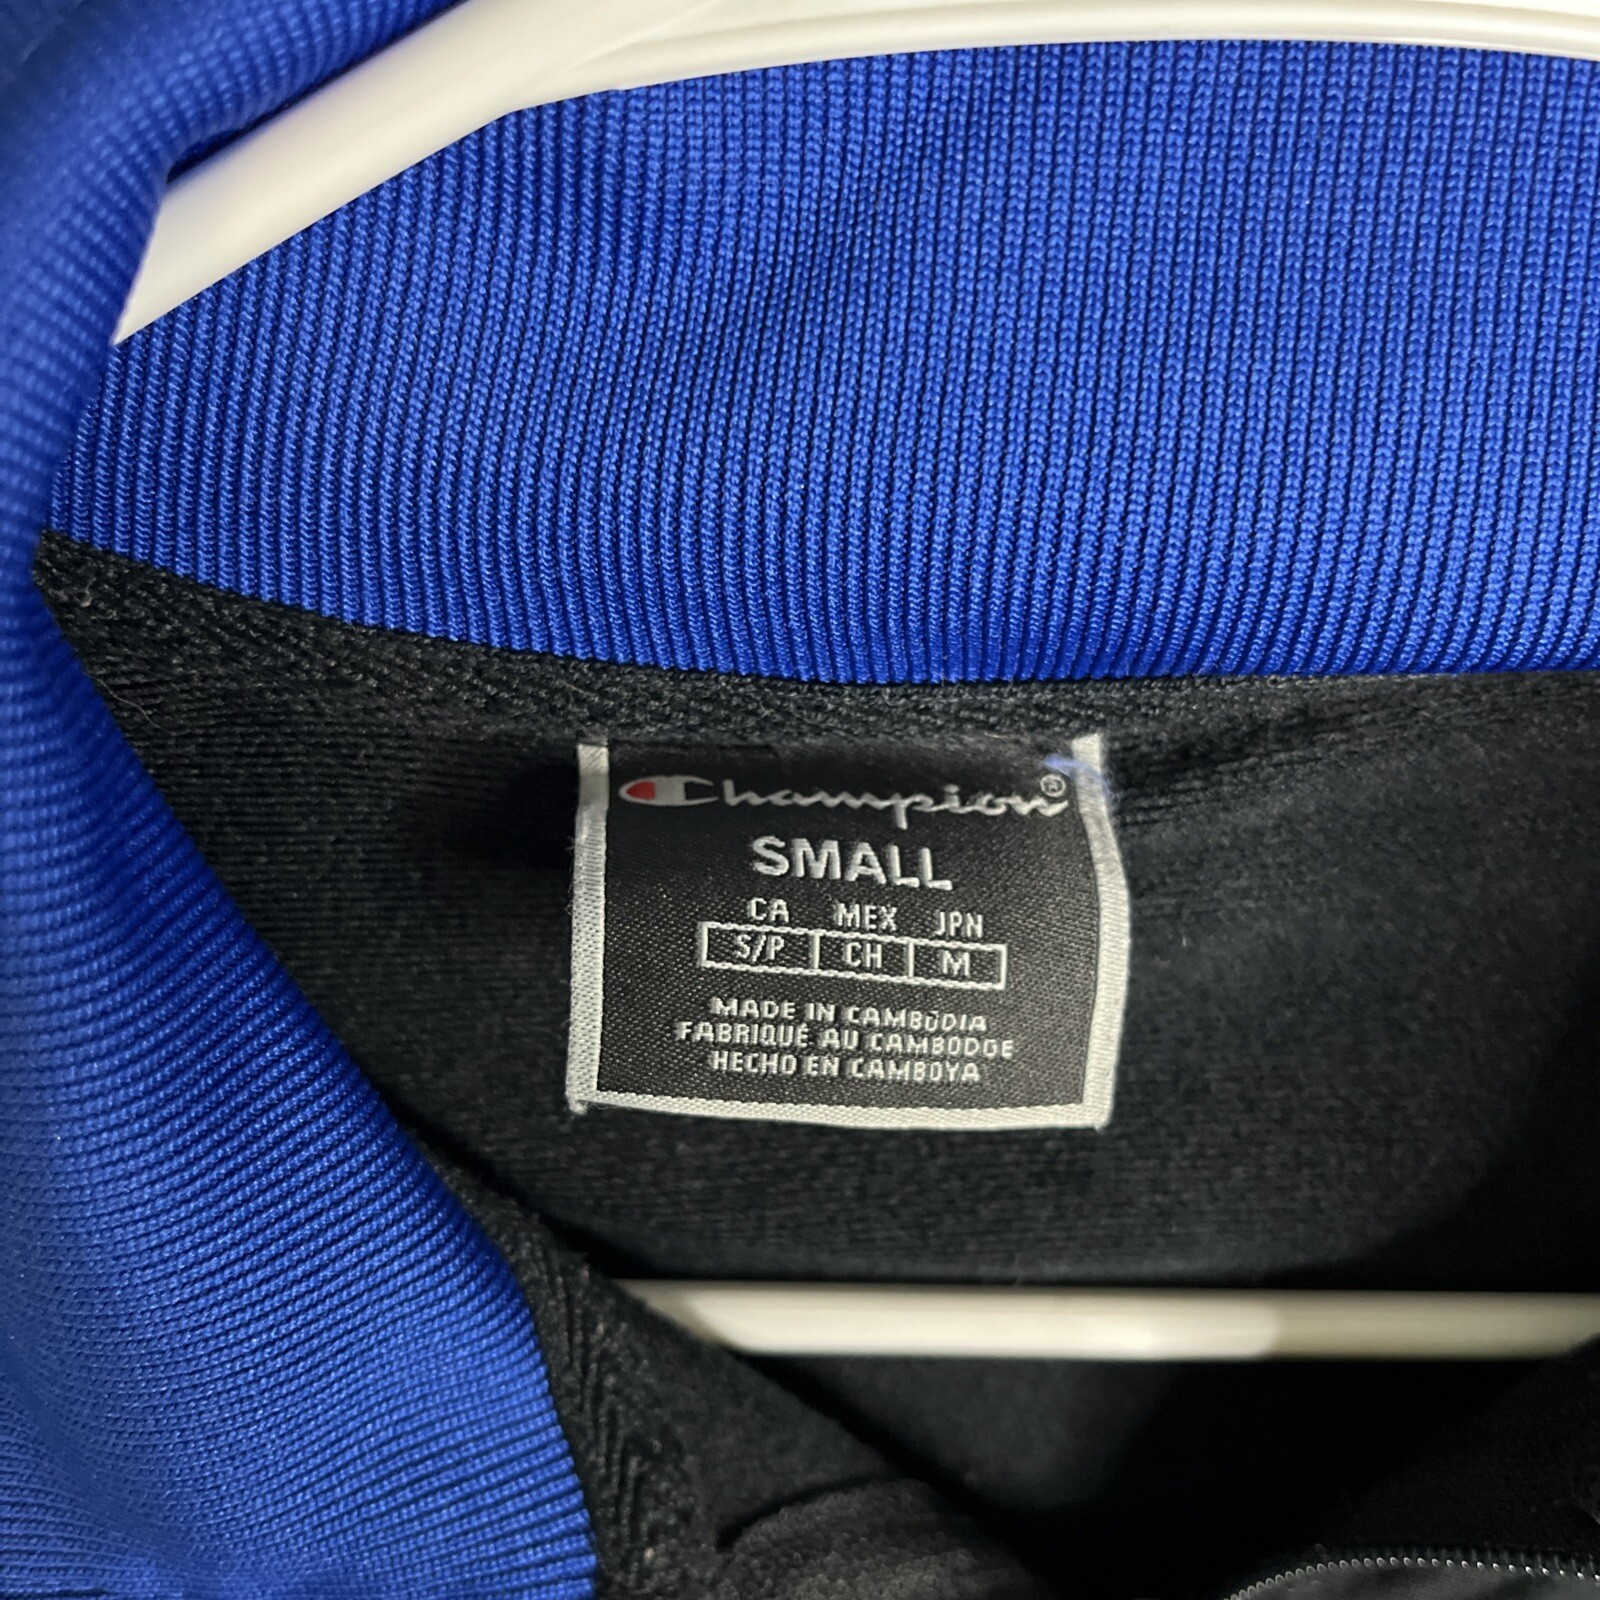 Champion®
SMALL
CA MEX JPN
S/P CH M
MADE IN CAMBODIA
FABRIQUÉ AU CAMBODGE
HECHO EN CAMBOYA